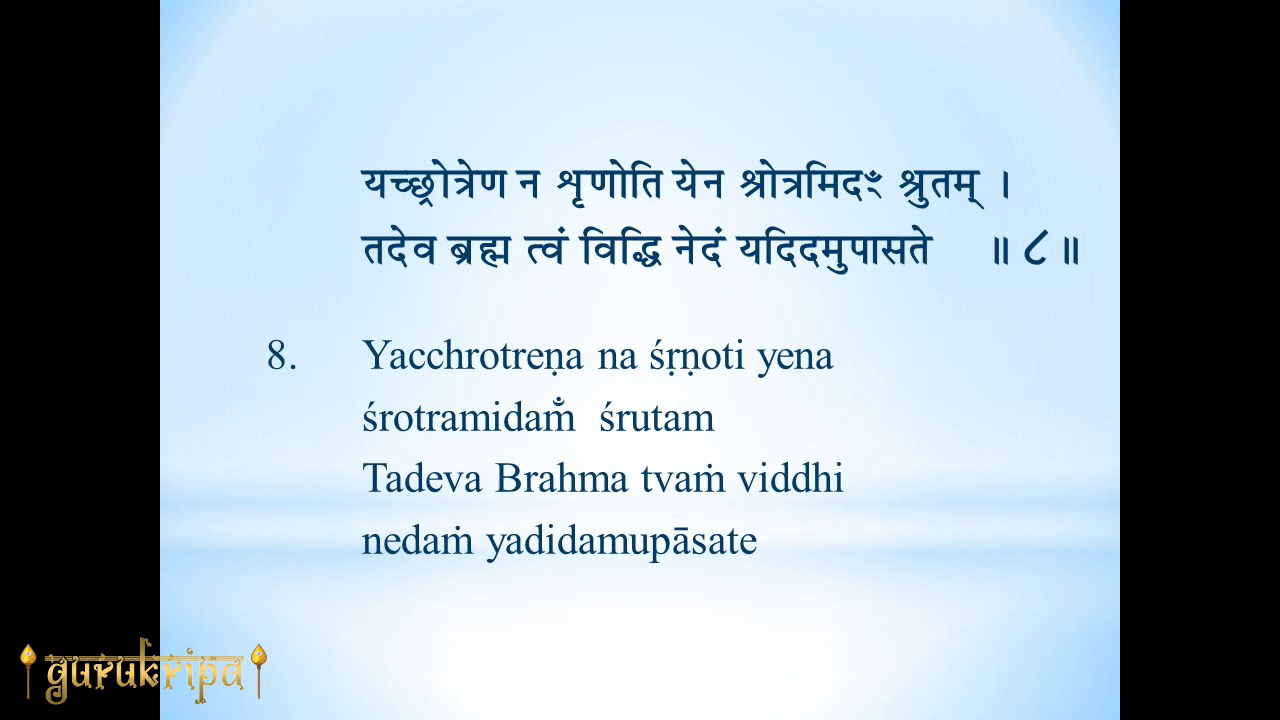 यच्छ्रोत्रेण न शृणोति येन श्रोत्रमिदꣳ श्रुतम् ।
तदेव ब्रह्म त्वं विद्धि नेदं यदिदमुपासते ॥ ८ ॥
8. Yacchrotreṇa na śṛṇoti yena
śrotramidam̐ śrutam
Tadeva Brahma tvaṁ viddhi
nedaṁ yadidamupāsate
gurukripa